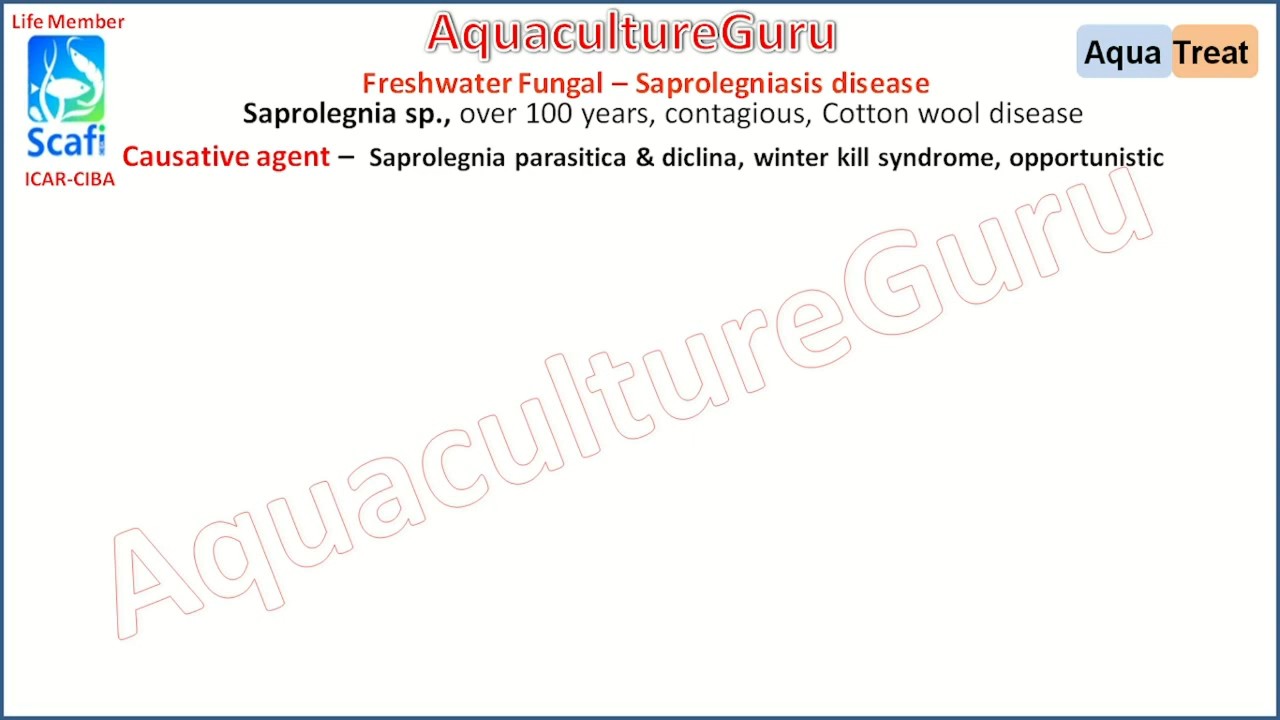 Life Member
AquacultureGuru
Aqua Treat
Freshwater Fungal – Saprolegniasis disease
Saprolegnia sp., over 100 years, contagious, Cotton wool disease
Scafi
Causative agent – Saprolegnia parasitica & diclina, winter kill syndrome, opportunistic
ICAR-CIBA
AquacultureGuru